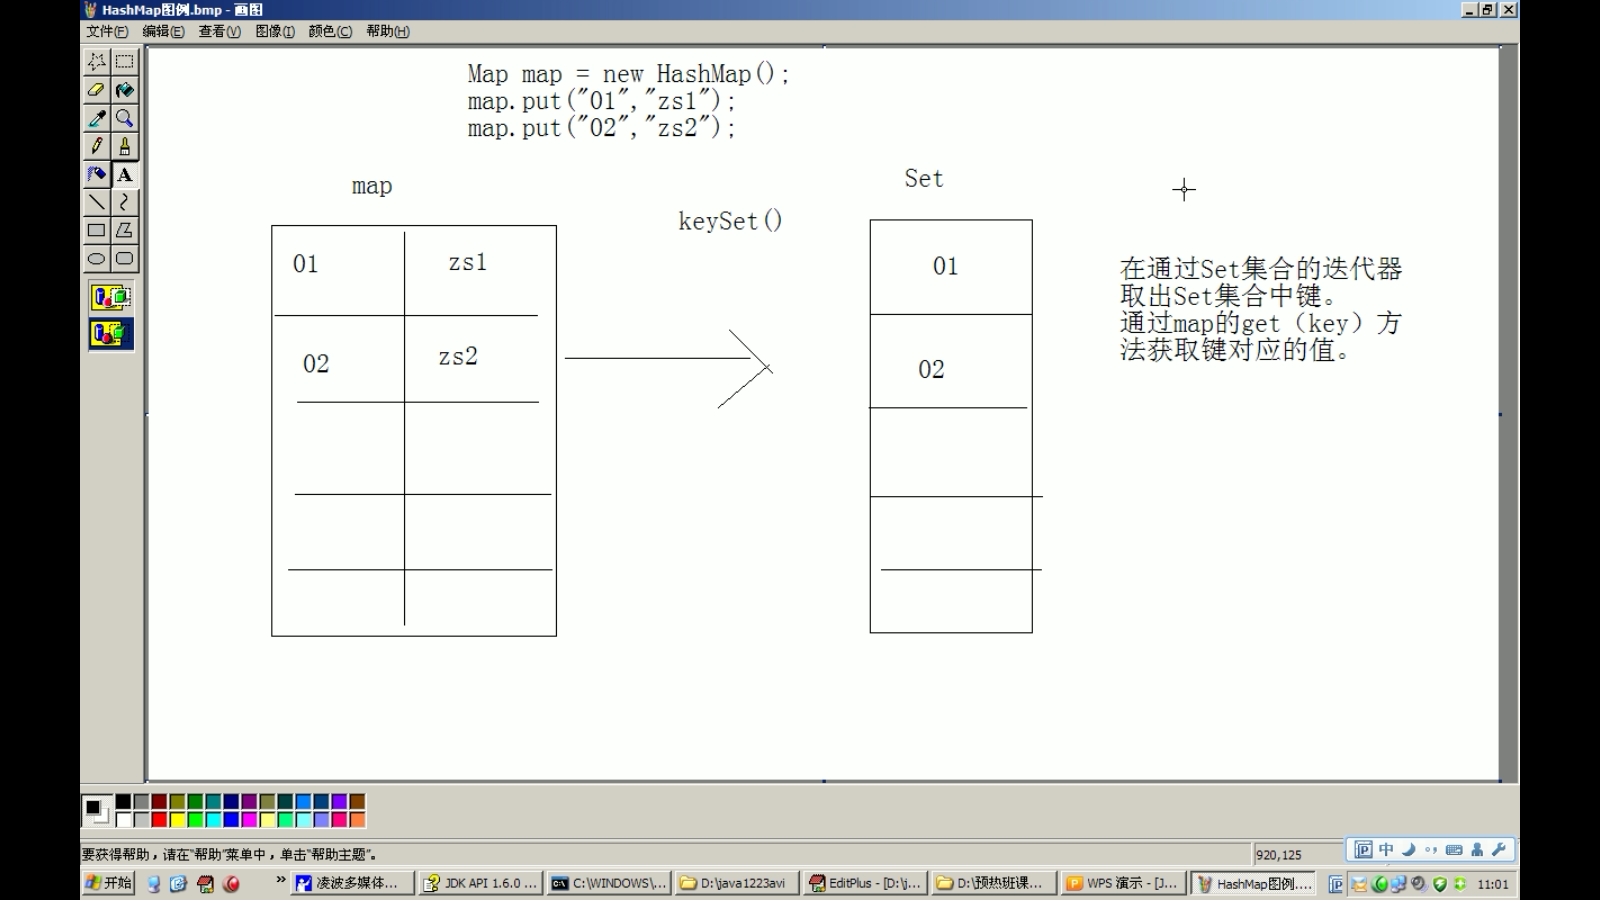 HashMap图例.bmp - 画图
文件(F) 编辑(E) 查看(V) 图像(I) 颜色(C) 帮助(H)
Map map = new HashMap();
map.put("01","zs1");
map.put("02","zs2");
map
Set
keySet()
01 zs1
02 zs2
01
02
在通过Set集合的迭代器
取出Set集合中键。
通过map的get（key）方
法获取键对应的值。
A
要获得帮助，请在“帮助”菜单中，单击“帮助主题”。
920,125
中
开始
凌波多媒体...
JDK API 1.6.0 ...
C:\WINDOWS\...
D:\java1223avi
EditPlus - [D:\j...
D:\预热班课...
WPS 演示 - [J...
HashMap图例....
11:01